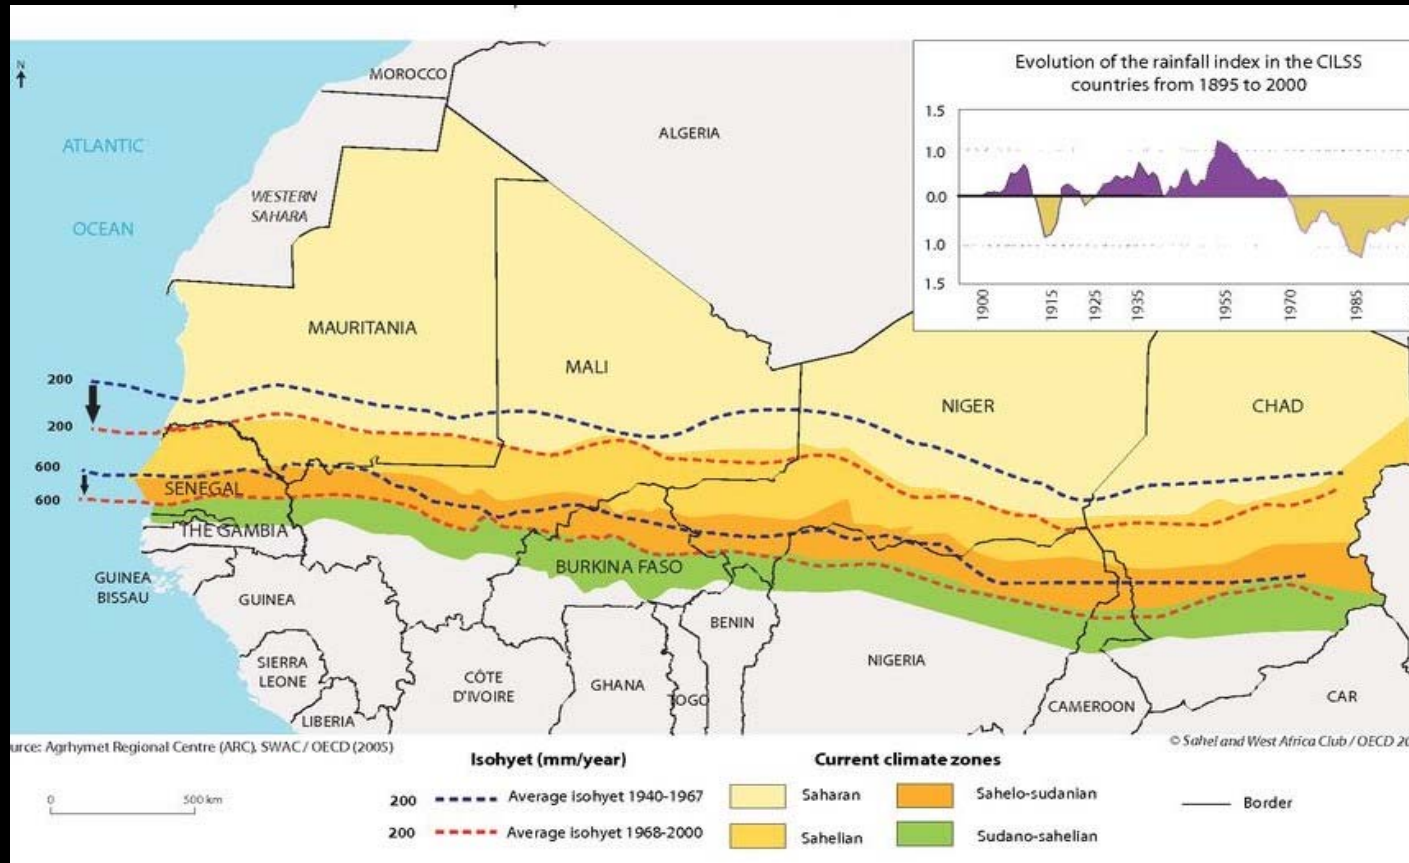 N
MOROCCO
ALGERIA
ATLANTIC
OCEAN
WESTERN
SAHARA
MAURITANIA
MALI
NIGER
CHAD
200
200
600
600
SENEGAL
THE GAMBIA
GUINEA
BISSAU
GUINEA
BURKINA FASO
BENIN
SIERRA
LEONE
LIBERIA
CÔTE
D'IVOIRE
GHANA
TOGO
NIGERIA
CAMEROON
CAR
Evolution of the rainfall index in the CILSS
countries from 1895 to 2000
1.5
1.0
0.0
1.0
1.5
1900
1915
1925
1935
1955
1970
1985
urce: Agrhymet Regional Centre (ARC), SWAC / OECD (2005)
© Sahel and West Africa Club / OECD 20
0 500 km
Isohyet (mm/year)
200 Average isohyet 1940-1967
200 Average isohyet 1968-2000
Current climate zones
Saharan
Sahelian
Sahelo-sudanian
Sudano-sahelian
Border